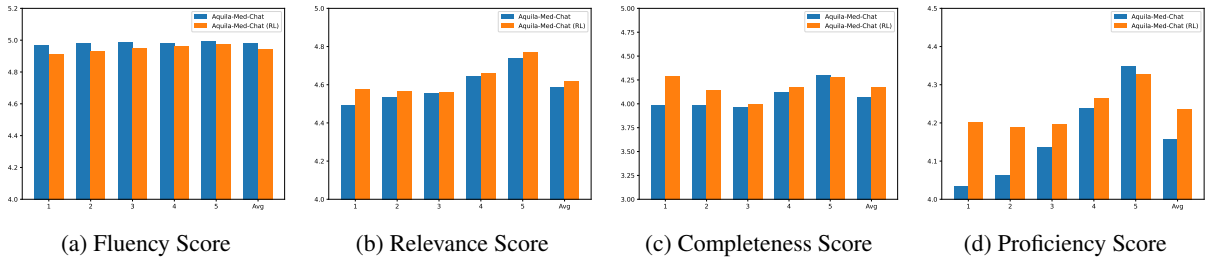 5.2
5.0
4.8
4.6
4.4
4.2
4.0
1 2 3 4 5 Avg
Aquila-Med-Chat
Aquila-Med-Chat (RL)
(a) Fluency Score
5.0
4.8
4.6
4.4
4.2
4.0
1 2 3 4 5 Avg
Aquila-Med-Chat
Aquila-Med-Chat (RL)
(b) Relevance Score
5.00
4.75
4.50
4.25
4.00
3.75
3.50
3.25
3.00
1 2 3 4 5 Avg
Aquila-Med-Chat
Aquila-Med-Chat (RL)
(c) Completeness Score
4.5
4.4
4.3
4.2
4.1
4.0
1 2 3 4 5 Avg
Aquila-Med-Chat
Aquila-Med-Chat (RL)
(d) Proficiency Score